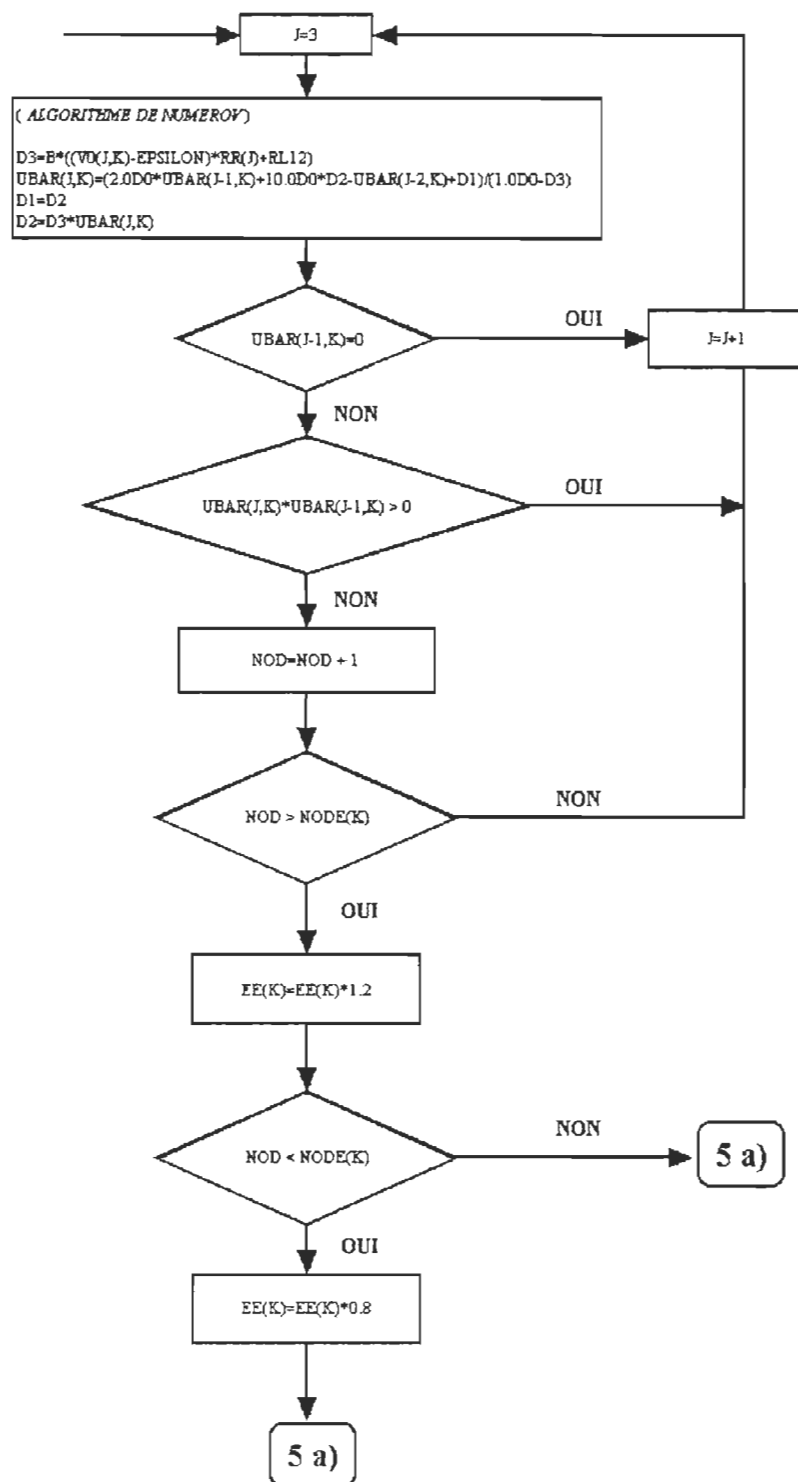 J=3
( ALGORITHME DE NUMEROV )
D3=B*((VD(J,K)-EPSILON)*RR(J)+RL12)
UBAR(J,K)=(2.0D0*UBAR(J-1,K)+10.0D0*D2-UBAR(J-2,K)+D1)/(1.0D0-D3)
D1=D2
D2=D3*UBAR(J,K)
UBAR(J-1,K)=0
OUI
J=J+1
NON
UBAR(J,K)*UBAR(J-1,K) > 0
OUI
NON
NOD=NOD + 1
NOD > NODE(K)
NON
OUI
EE(K)=EE(K)*1.2
NOD < NODE(K)
NON
5 a)
OUI
EE(K)=EE(K)*0.8
5 a)